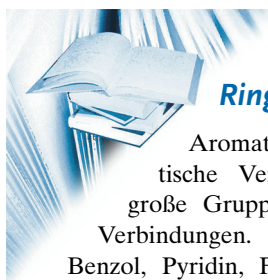 Ring
Aromat
tische Ve
große Grupp
Verbindungen.
Benzol, Pyridin,